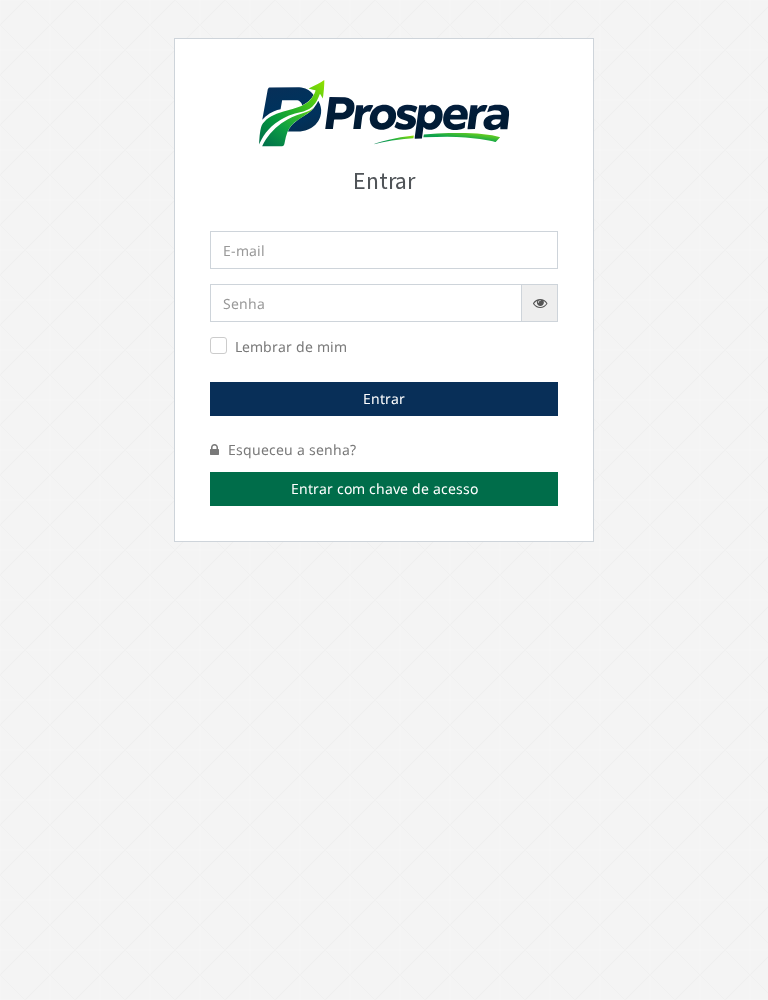 Prospera
Entrar
E-mail
Senha
Lembrar de mim
Entrar
Esqueceu a senha?
Entrar com chave de acesso